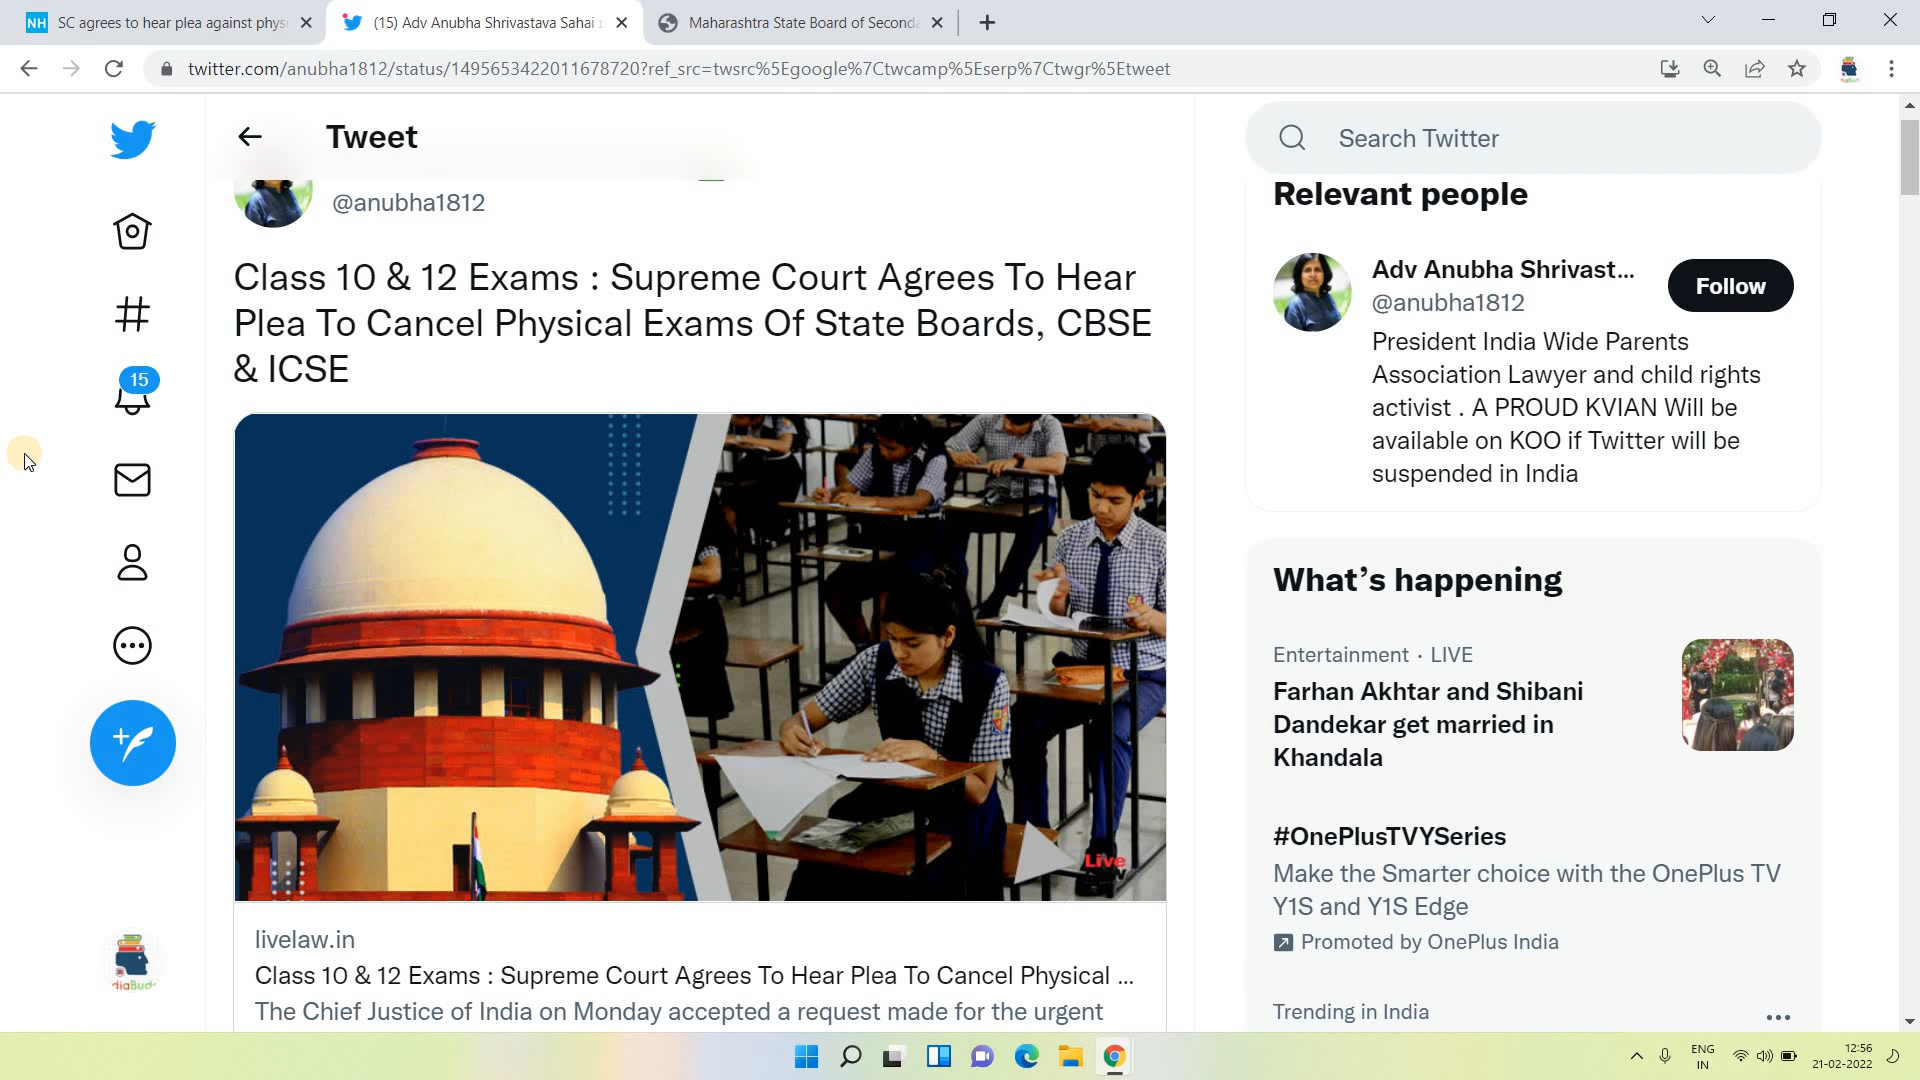 NH SC agrees to hear plea against physi
(15) Adv Anubha Shrivastava Sahai
Maharashtra State Board of Seconda
twitter.com/anubha1812/status/1495653422011678720?ref_src=twsrc%5Egoogle%7Ctwcamp%5Eserp%7Ctwgr%5Etweet
Tweet
@anubha1812
Class 10 & 12 Exams : Supreme Court Agrees To Hear
Plea To Cancel Physical Exams Of State Boards, CBSE
& ICSE
Live
Law
livelaw.in
Class 10 & 12 Exams : Supreme Court Agrees To Hear Plea To Cancel Physical ...
The Chief Justice of India on Monday accepted a request made for the urgent
15
Search Twitter
Relevant people
Adv Anubha Shrivast...
@anubha1812
Follow
President India Wide Parents
Association Lawyer and child rights
activist . A PROUD KVIAN Will be
available on KOO if Twitter will be
suspended in India
What's happening
Entertainment · LIVE
Farhan Akhtar and Shibani
Dandekar get married in
Khandala
#OnePlusTVYSeries
Make the Smarter choice with the OnePlus TV
Y1S and Y1S Edge
Promoted by OnePlus India
Trending in India
ENG
IN
12:56
21-02-2022